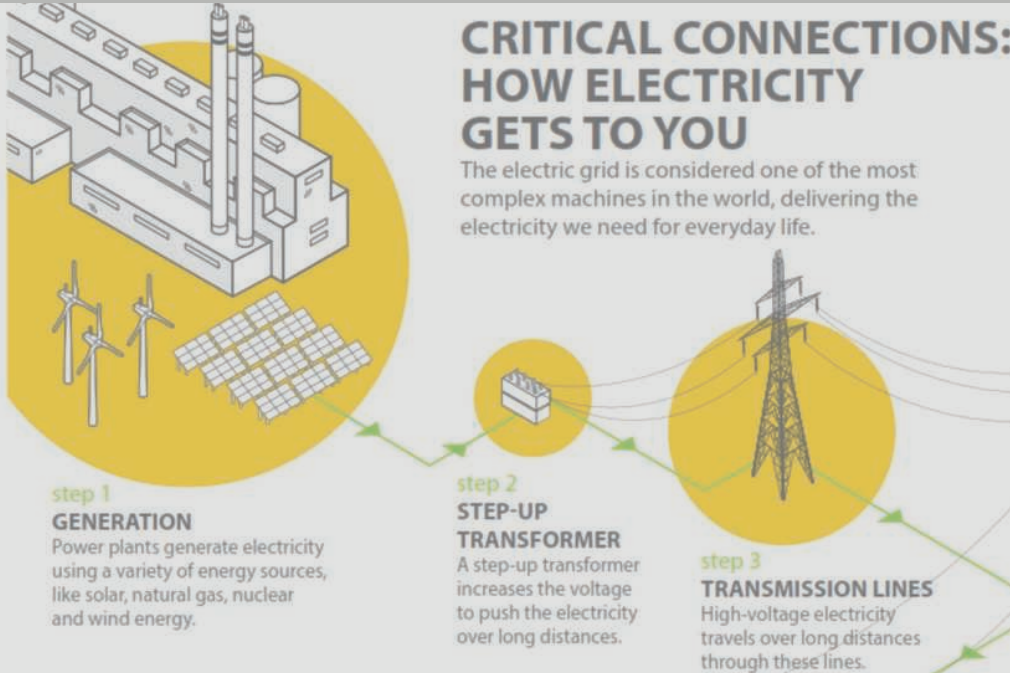 CRITICAL CONNECTIONS:
HOW ELECTRICITY
GETS TO YOU
The electric grid is considered one of the most
complex machines in the world, delivering the
electricity we need for everyday life.
step 1
GENERATION
Power plants generate electricity
using a variety of energy sources,
like solar, natural gas, nuclear
and wind energy.
step 2
STEP-UP
TRANSFORMER
A step-up transformer
increases the voltage
to push the electricity
over long distances.
step 3
TRANSMISSION LINES
High-voltage electricity
travels over long distances
through these lines.